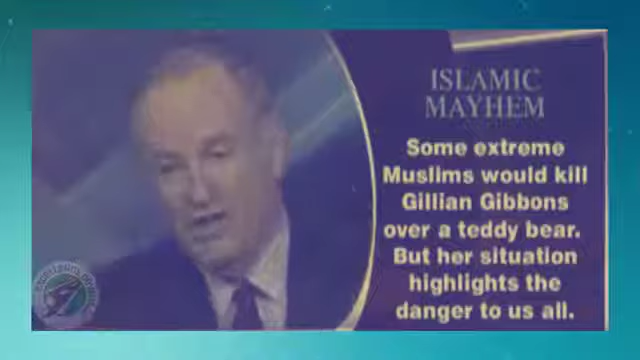 ISLAMIC
MAYHEM
Some extreme
Muslims would kill
Gillian Gibbons
over a teddy bear.
But her situation
highlights the
danger to us all.